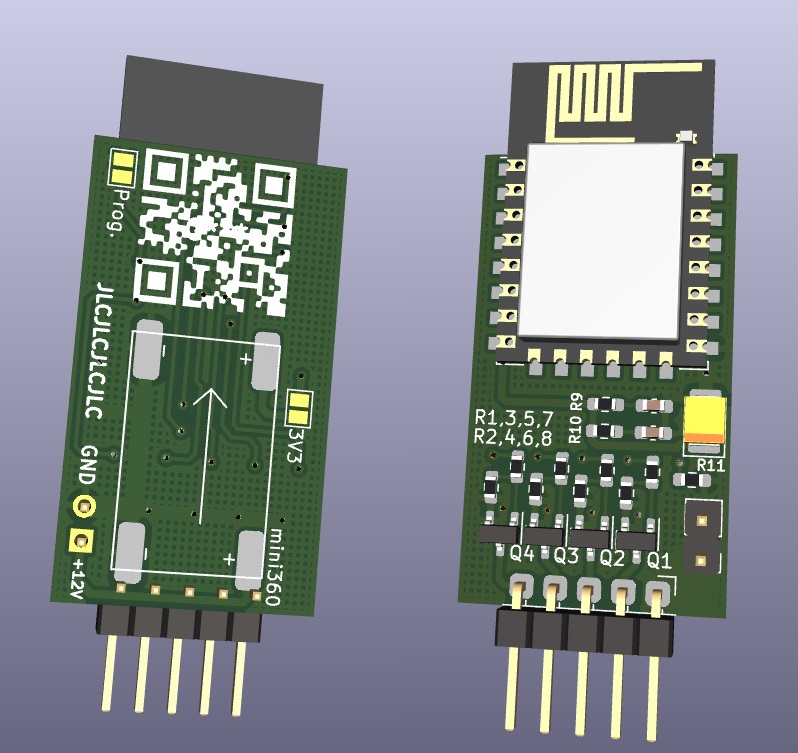 Prog.
JLCJLCJLCJLC
GND
+12V
3V3
mini360
+
+
-
-
R1,3,5,7
R2,4,6,8
R9
R10
R11
Q4
Q3
Q2
Q1